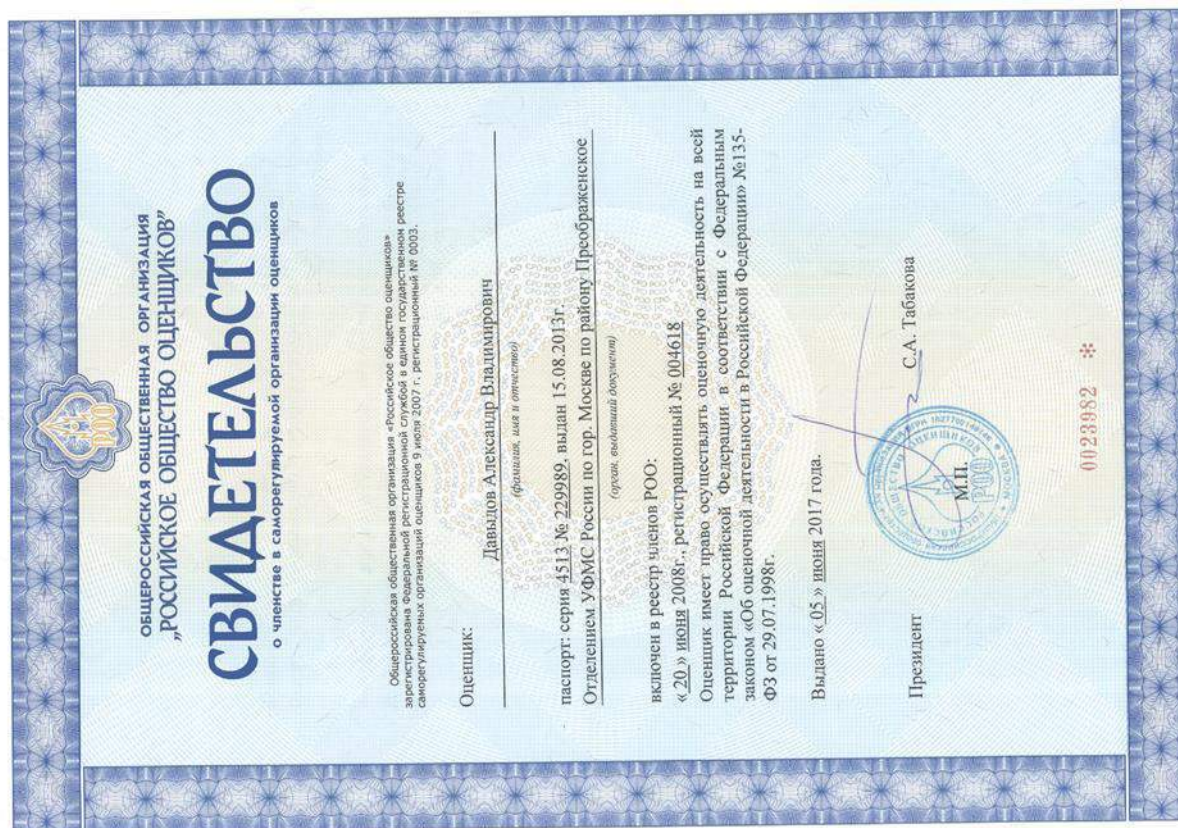 РОО
ОБЩЕРОССИЙСКАЯ ОБЩЕСТВЕННАЯ ОРГАНИЗАЦИЯ
„РОССИЙСКОЕ ОБЩЕСТВО ОЦЕНЩИКОВ”
СВИДЕТЕЛЬСТВО
о членстве в саморегулируемой организации оценщиков
Общероссийская общественная организация «Российское общество оценщиков»
зарегистрирована Федеральной регистрационной службой в едином государственном реестре
саморегулируемых организаций оценщиков 9 июля 2007 г. регистрационный № 0003.
Оценщик:
Давыдов Александр Владимирович
(фамилия, имя и отчество)
паспорт: серия 4513 № 229989, выдан 15.08.2013г.
Отделением УФМС России по гор. Москве по району Преображенское
(орган, выдавший документ)
включен в реестр членов РОО:
« 20 » июня 2008г., регистрационный № 004618
Оценщик имеет право осуществлять оценочную деятельность на всей
территории Российской Федерации в соответствии с Федеральным
законом «Об оценочной деятельности в Российской Федерации» №135-
ФЗ от 29.07.1998г.
Выдано « 05 » июня 2017 года.
Президент
С.А. Табакова
М.П.
РОО
0023982 *